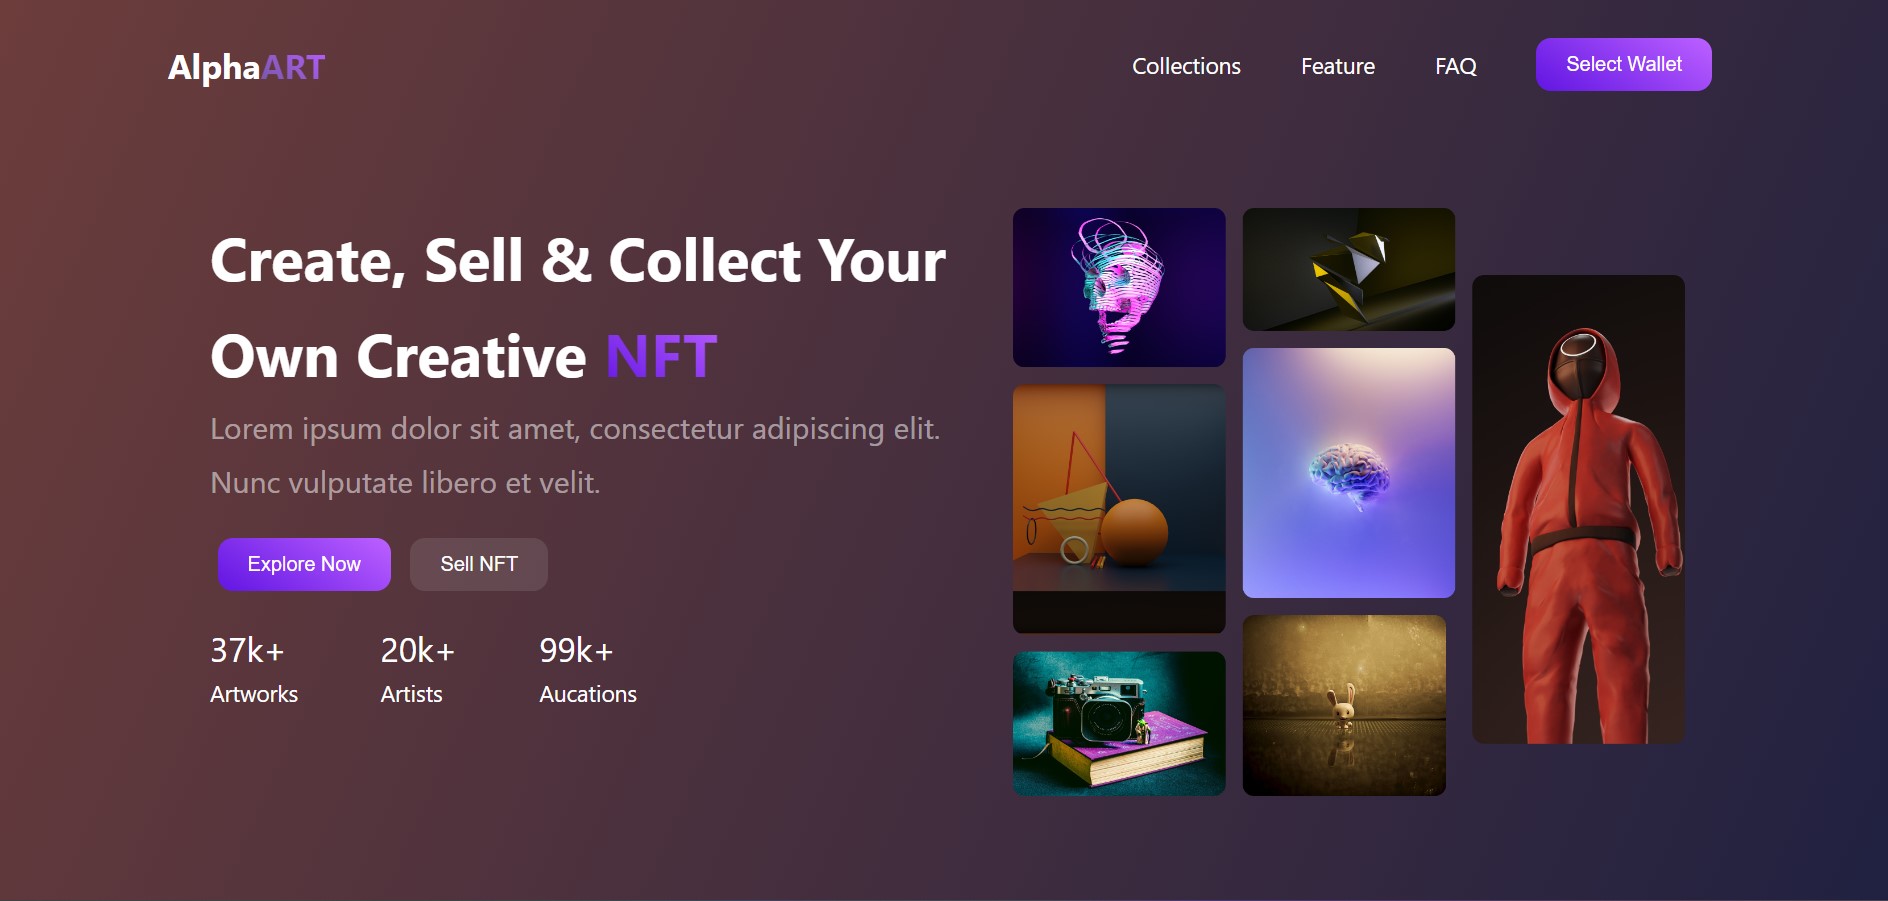 AlphaART
Collections
Feature
FAQ
Select Wallet
Create, Sell & Collect Your
Own Creative NFT
Lorem ipsum dolor sit amet, consectetur adipiscing elit.
Nunc vulputate libero et velit.
Explore Now
Sell NFT
37k+
20k+
99k+
Artworks
Artists
Aucations